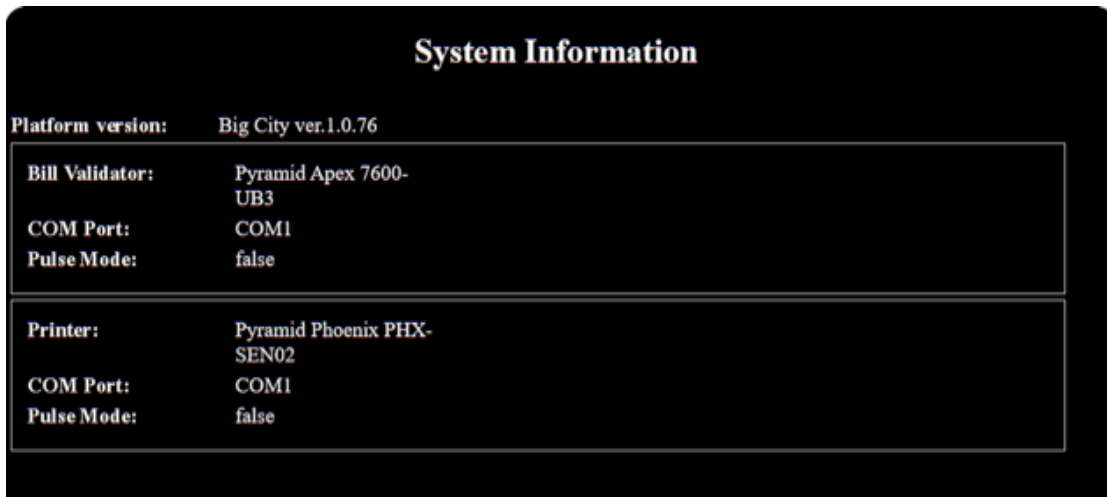 System Information
Platform version: Big City ver.1.0.76
Bill Validator: Pyramid Apex 7600-
UB3
COM Port: COM1
Pulse Mode: false
Printer: Pyramid Phoenix PHX-
SEN02
COM Port: COM1
Pulse Mode: false